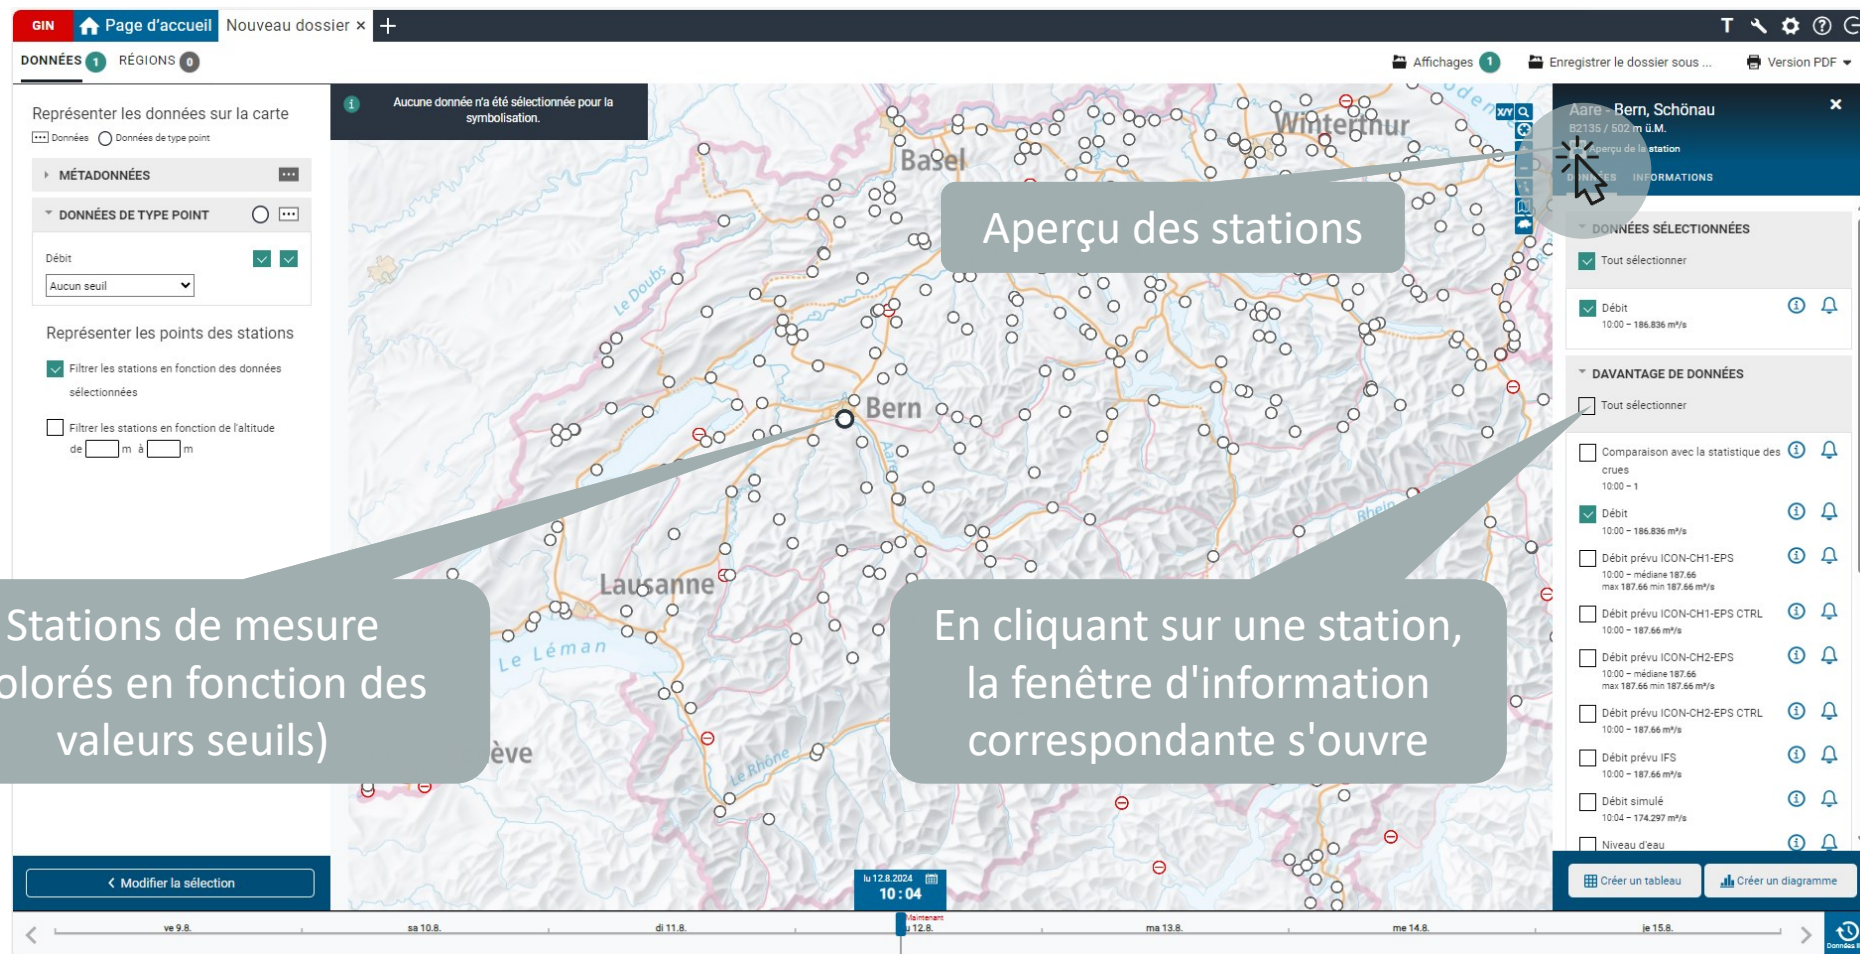 GIN
Page d'accueil
Nouveau dossier ×
T
DONNÉES 1
RÉGIONS 0
Affichages 1
Enregistrer le dossier sous ...
Version PDF
Représenter les données sur la carte
Données
Données de type point
MÉTADONNÉES
DONNÉES DE TYPE POINT
Débit
Aucun seuil
Représenter les points des stations
Filtrer les stations en fonction des données
sélectionnées
Filtrer les stations en fonction de l'altitude
de m à m
Modifier la sélection
Aucune donnée n'a été sélectionnée pour la
symbolisation.
Basel
Winterthur
Le Doubs
Bern
Aare
Rhein
Lausanne
Le Léman
ève
Le Rhône
X/Y
Aperçu des stations
Stations de mesure
olorés en fonction des
valeurs seuils)
En cliquant sur une station,
la fenêtre d'information
correspondante s'ouvre
Aare - Bern, Schönau
B2135 / 502 m ü.M.
Aperçu de la station
DONNÉES
INFORMATIONS
DONNÉES SÉLECTIONNÉES
Tout sélectionner
Débit
10:00 – 186.836 m³/s
DAVANTAGE DE DONNÉES
Tout sélectionner
Comparaison avec la statistique des
crues
10:00 – 1
Débit
10:00 – 186.836 m³/s
Débit prévu ICON-CH1-EPS
10:00 – médiane 187.66
max 187.66 min 187.66 m³/s
Débit prévu ICON-CH1-EPS CTRL
10:00 – 187.66 m³/s
Débit prévu ICON-CH2-EPS
10:00 – médiane 187.66
max 187.66 min 187.66 m³/s
Débit prévu ICON-CH2-EPS CTRL
10:00 – 187.66 m³/s
Débit prévu IFS
10:00 – 187.66 m³/s
Débit simulé
10:04 – 174.297 m³/s
Niveau d'eau
Créer un tableau
Créer un diagramme
lu 12.8.2024
10 : 04
Maintenant
ve 9.8.
sa 10.8.
di 11.8.
12.8.
ma 13.8.
me 14.8.
je 15.8.
Données